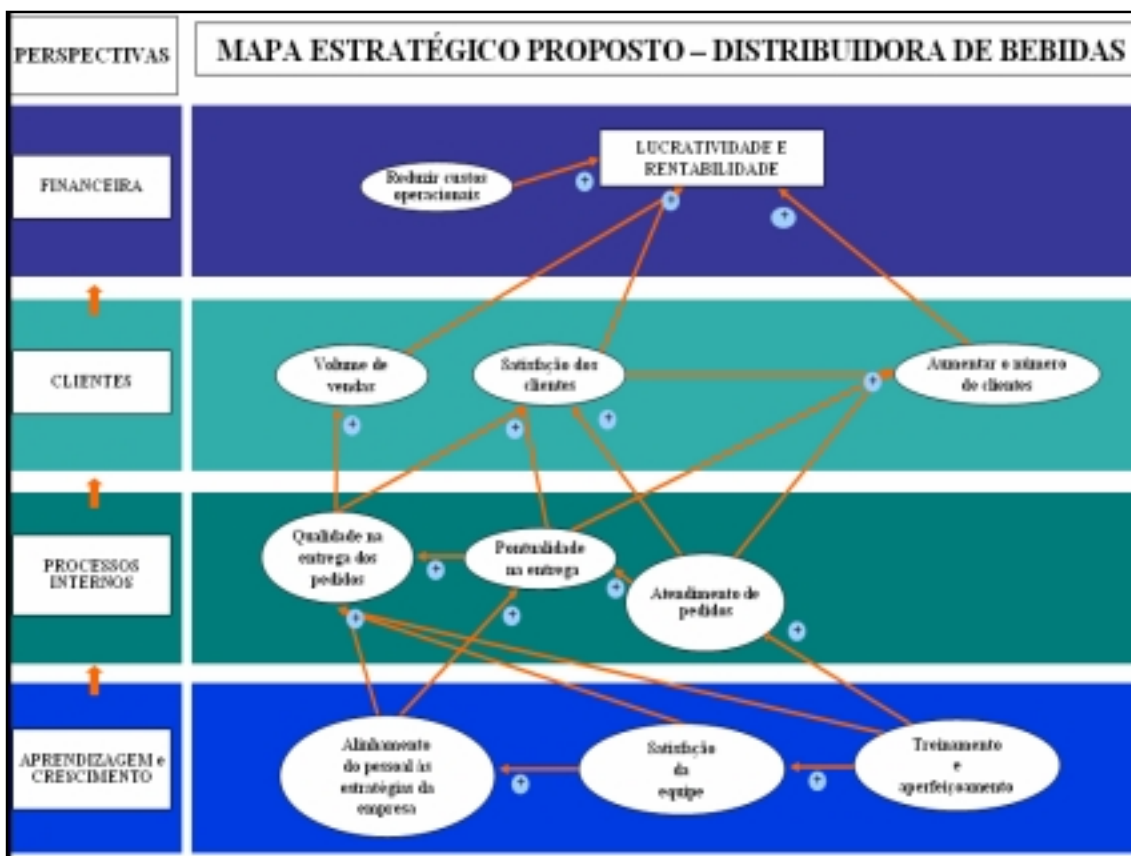 PERSPECTIVAS
MAPA ESTRATÉGICO PROPOSTO – DISTRIBUIDORA DE BEBIDAS
FINANCEIRA
Reduzir custos
operacionais
LUCRATIVIDADE E
RENTABILIDADE
+
+
+
CLIENTES
Volume de
vendas
Satisfação dos
clientes
Aumentar o número
de clientes
+
+
+
+
PROCESSOS
INTERNOS
Qualidade na
entrega dos
pedidos
Pontualidade
na entrega
Atendimento de
pedidos
+
+
+
+
+
APRENDIZAGEM e
CRESCIMENTO
Alinhamento
do pessoal às
estratégias da
empresa
Satisfação
da
equipe
Treinamento
e
aperfeiçoamento
+
+